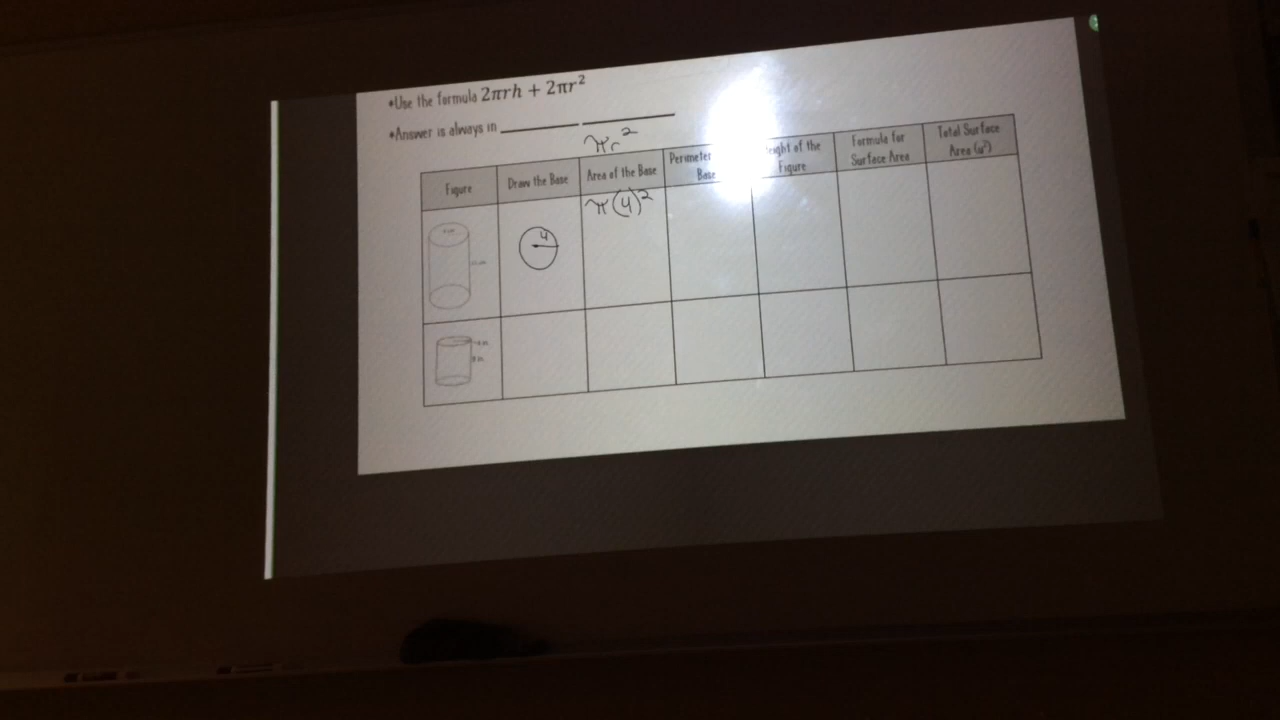 •Use the formula 2πrh + 2πr²
•Answer is always in
πr²
Figure
Draw the Base
Area of the Base
Perimeter
Base
Figure
Formula for
Surface Area
Total Surface
Area (u²)
4
π(4)²